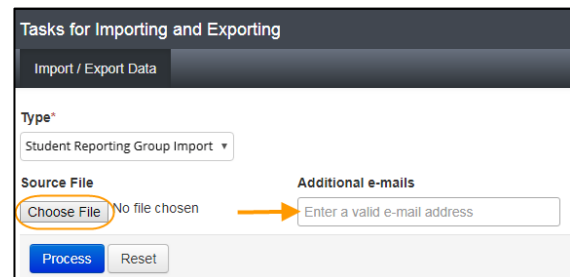 Tasks for Importing and Exporting
Import / Export Data
Type*
Student Reporting Group Import
Source File
Additional e-mails
Choose File No file chosen
Enter a valid e-mail address
Process
Reset